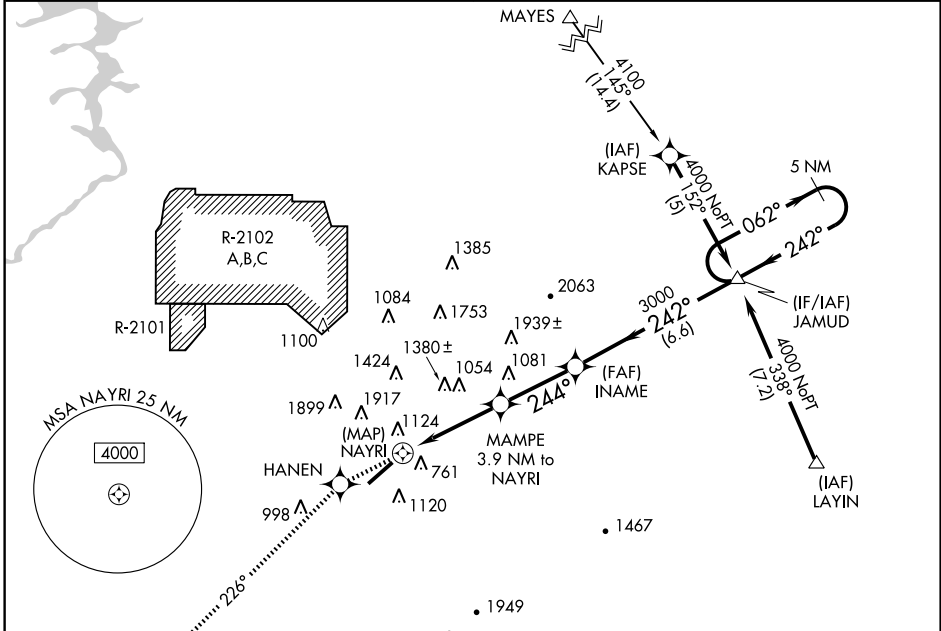 MAYES
4100
145°
(14.4)
(IAF)
KAPSE
4000 NoPT
152°
(5)
5 NM
062°
242°
R-2102
A,B,C
R-2101
1100
1385
1084
1753
2063
3000
242°
(6.6)
(IF/IAF)
JAMUD
1939±
1380±
1424
1054
1081
(FAF)
INAME
4000 NoPT
338°
(7.2)
1899
1917
1124
244°
MSA NAYRI 25 NM
4000
(MAP)
NAYRI
MAMPE
3.9 NM to
NAYRI
HANEN
761
(IAF)
LAYIN
998
1120
1467
226°
1949